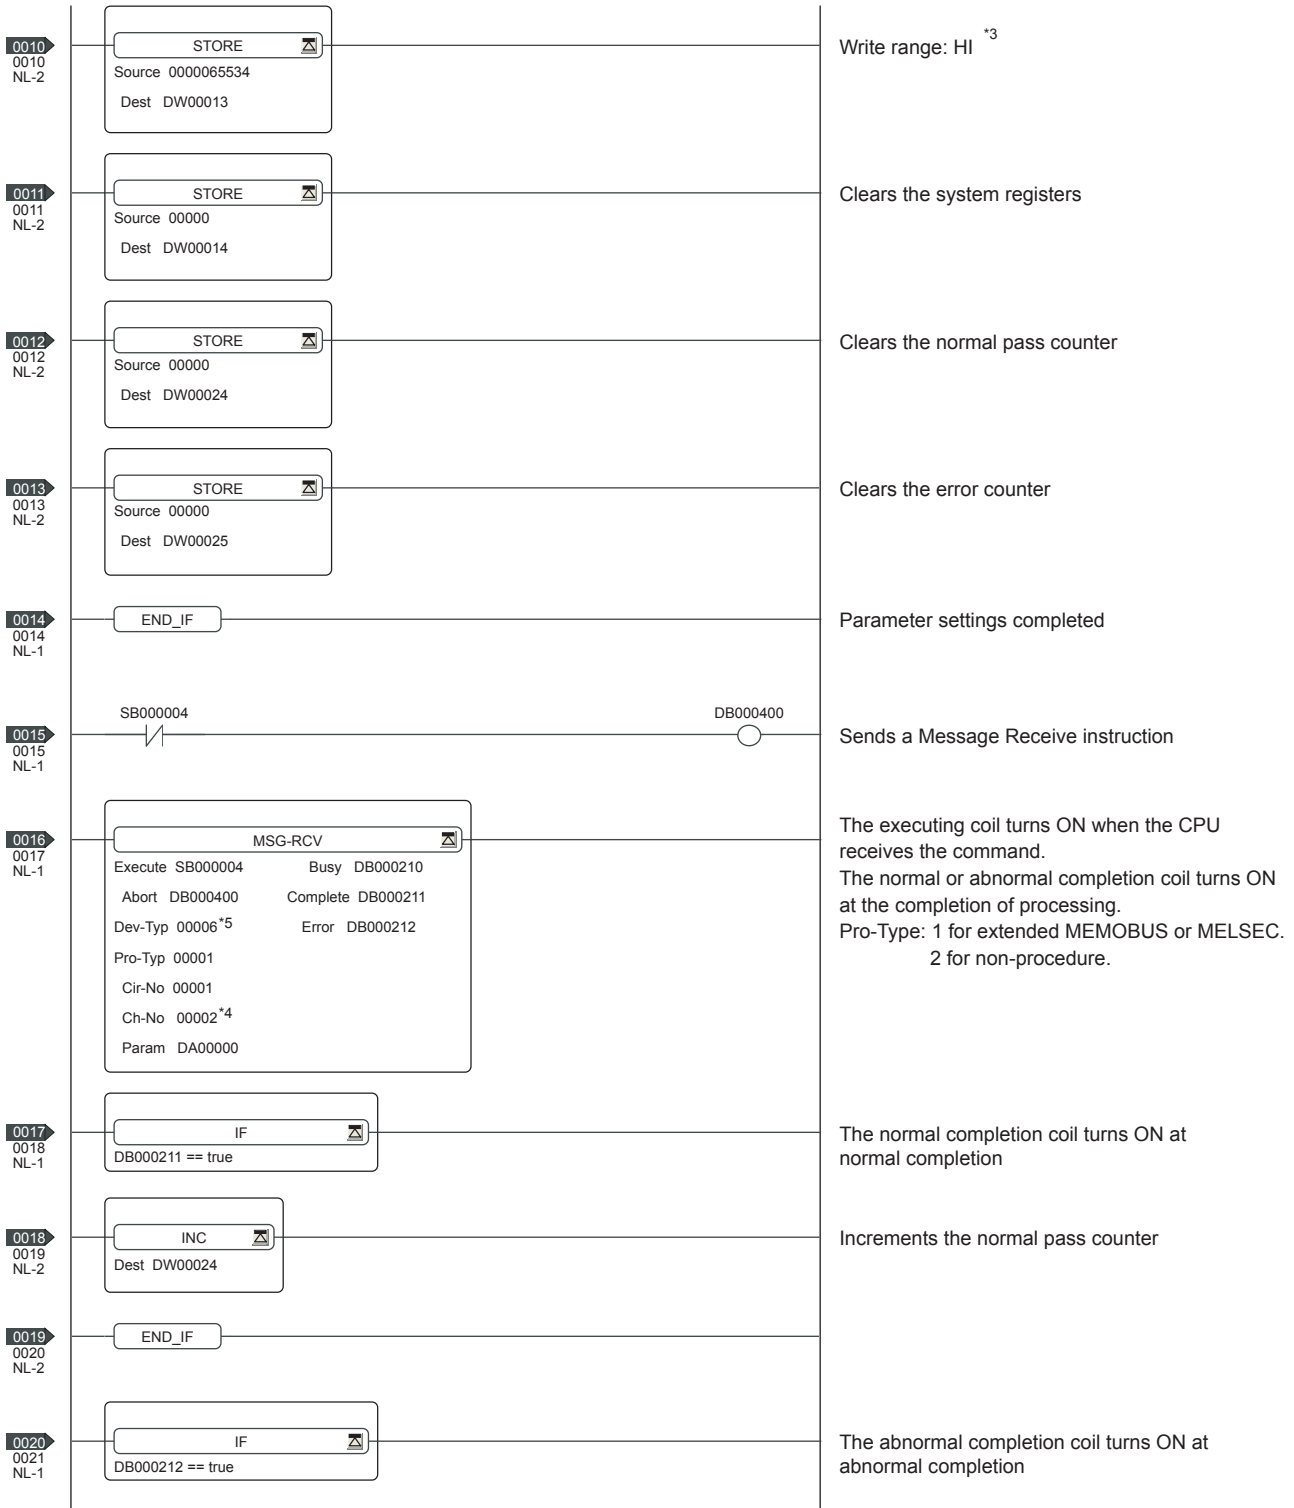 0010
0010
NL-2
STORE
Source 0000065534
Dest DW00013
Write range: HI *3
0011
0011
NL-2
STORE
Source 00000
Dest DW00014
Clears the system registers
0012
0012
NL-2
STORE
Source 00000
Dest DW00024
Clears the normal pass counter
0013
0013
NL-2
STORE
Source 00000
Dest DW00025
Clears the error counter
0014
0014
NL-1
END_IF
Parameter settings completed
0015
0015
NL-1
SB000004 DB000400
Sends a Message Receive instruction
0016
0017
NL-1
MSG-RCV
Execute SB000004 Busy DB000210
Abort DB000400 Complete DB000211
Dev-Typ 00006*5 Error DB000212
Pro-Typ 00001
Cir-No 00001
Ch-No 00002*4
Param DA00000
The executing coil turns ON when the CPU
receives the command.
The normal or abnormal completion coil turns ON
at the completion of processing.
Pro-Type: 1 for extended MEMOBUS or MELSEC.
2 for non-procedure.
0017
0018
NL-1
IF
DB000211 == true
The normal completion coil turns ON at
normal completion
0018
0019
NL-2
INC
Dest DW00024
Increments the normal pass counter
0019
0020
NL-2
END_IF
0020
0021
NL-1
IF
DB000212 == true
The abnormal completion coil turns ON at
abnormal completion